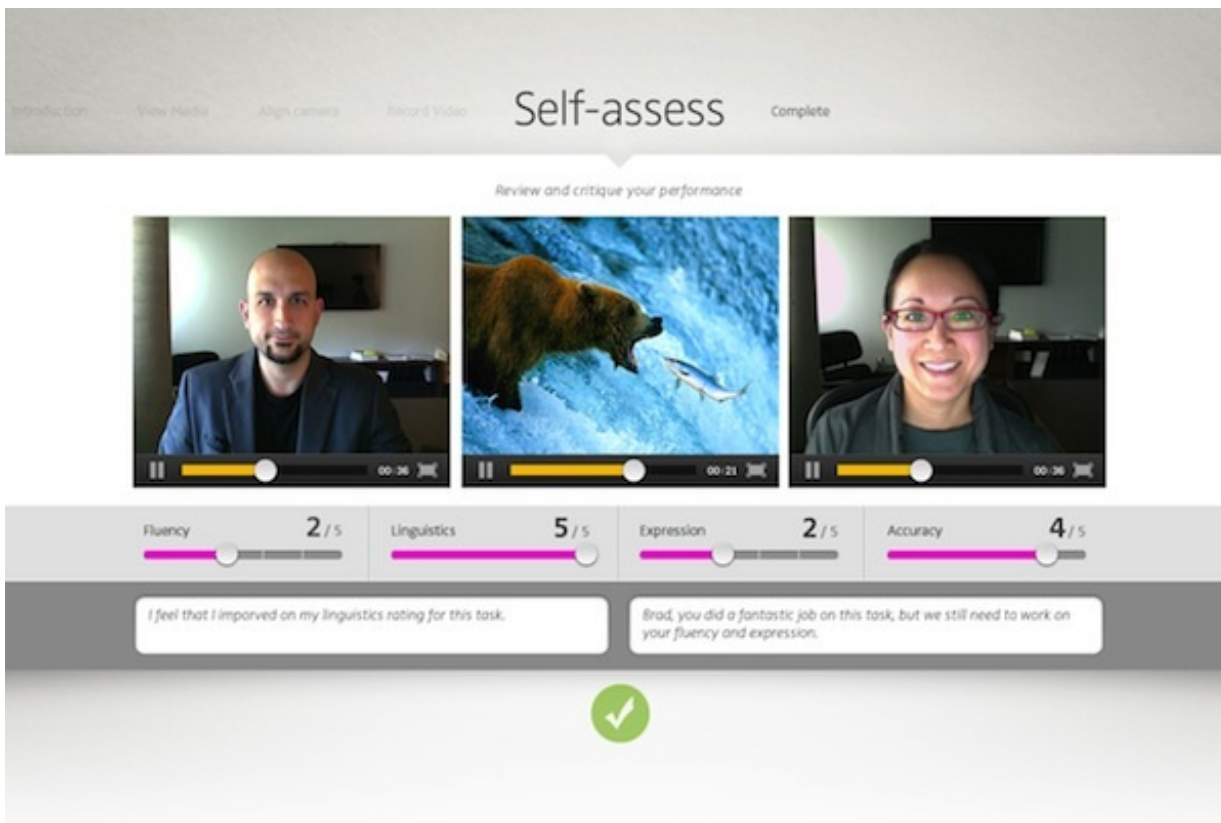 Introduction View Media Align camera Record Video Self-assess Complete
Review and critique your performance
00:36 00:21 00:36
Fluency 2 / 5 Linguistics 5 / 5 Expression 2 / 5 Accuracy 4 / 5
I feel that I imporved on my linguistics rating for this task.
Brad, you did a fantastic job on this task, but we still need to work on
your fluency and expression.